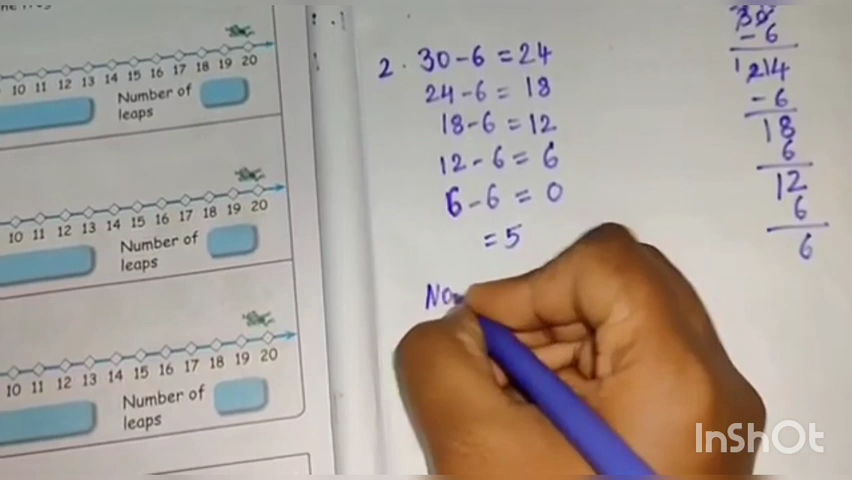 10 11 12 13 14 15 16 17 18 19 20
Number of
leaps
10 11 12 13 14 15 16 17 18 19 20
Number of
leaps
10 11 12 13 14 15 16 17 18 19 20
Number of
leaps
2. 30-6 = 24
24-6 = 18
18-6 = 12
12-6 = 6
6-6 = 0
= 5
No
30
-6
1214
-6
18
6
12
6
6
InShOt